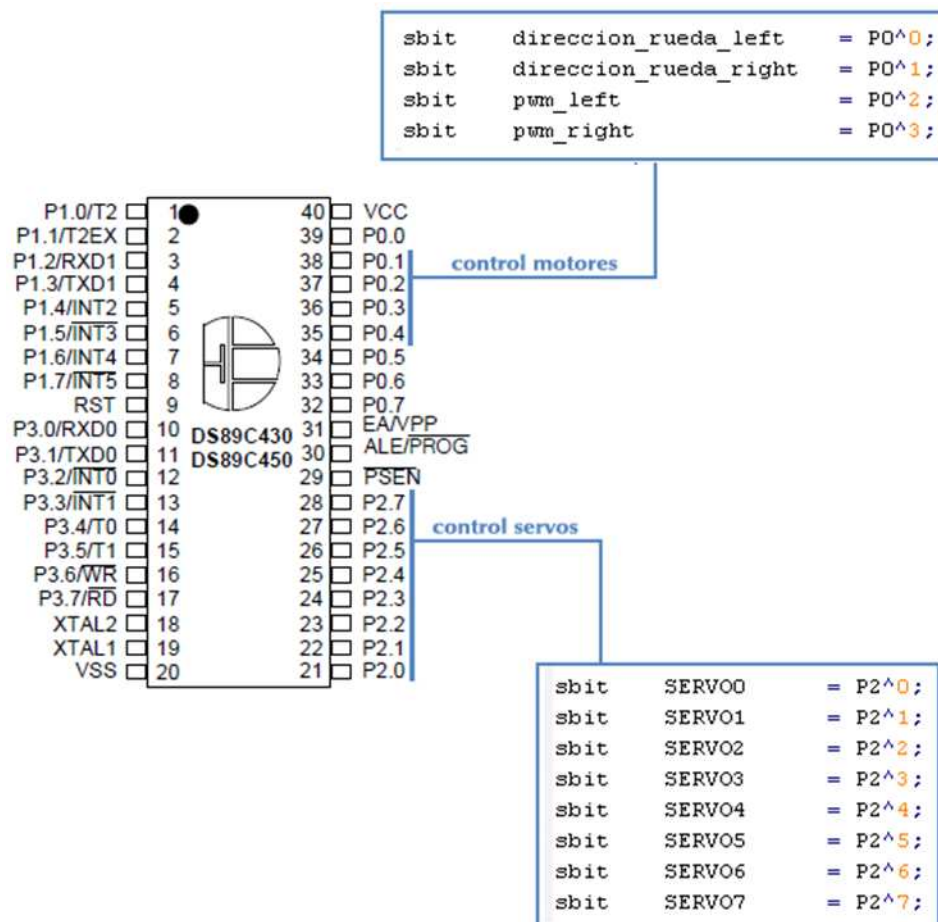 sbit direccion_rueda_left = P0^0;
sbit direccion_rueda_right = P0^1;
sbit pwm_left = P0^2;
sbit pwm_right = P0^3;
P1.0/T2 1 40 VCC
P1.1/T2EX 2 39 P0.0
P1.2/RXD1 3 38 P0.1
P1.3/TXD1 4 37 P0.2
P1.4/INT2 5 36 P0.3
P1.5/INT3 6 35 P0.4
P1.6/INT4 7 34 P0.5
P1.7/INT5 8 33 P0.6
RST 9 32 P0.7
P3.0/RXD0 10 31 EA/VPP
P3.1/TXD0 11 30 ALE/PROG
P3.2/INT0 12 29 PSEN
P3.3/INT1 13 28 P2.7
P3.4/T0 14 27 P2.6
P3.5/T1 15 26 P2.5
P3.6/WR 16 25 P2.4
P3.7/RD 17 24 P2.3
XTAL2 18 23 P2.2
XTAL1 19 22 P2.1
VSS 20 21 P2.0
DS89C430
DS89C450
control motores
control servos
sbit SERVO0 = P2^0;
sbit SERVO1 = P2^1;
sbit SERVO2 = P2^2;
sbit SERVO3 = P2^3;
sbit SERVO4 = P2^4;
sbit SERVO5 = P2^5;
sbit SERVO6 = P2^6;
sbit SERVO7 = P2^7;